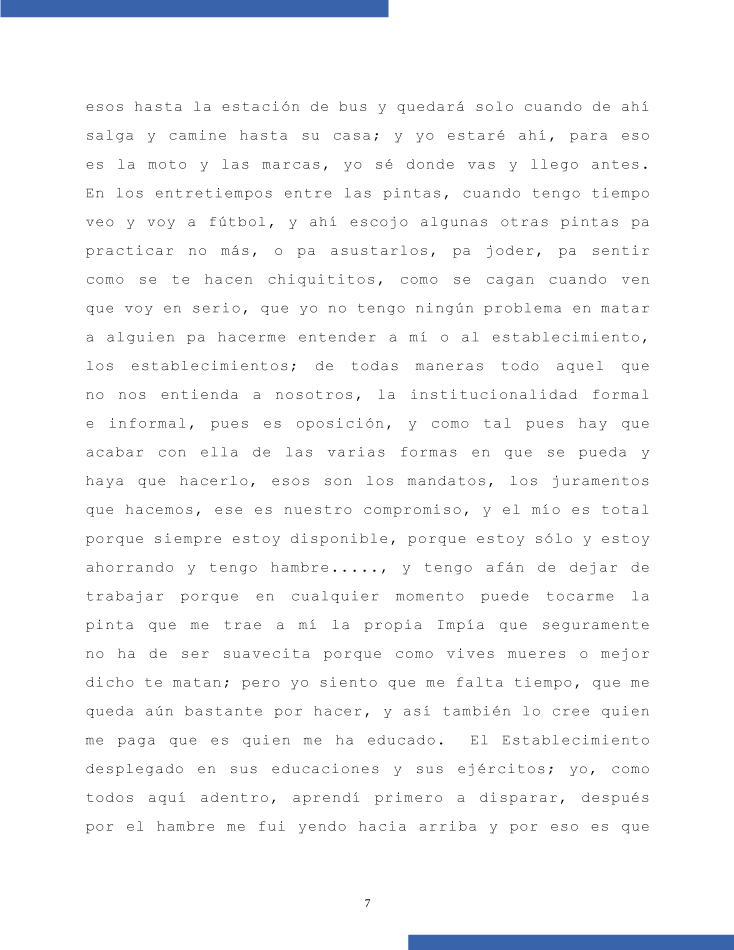 esos hasta la estación de bus y quedará solo cuando de ahí
salga y camine hasta su casa; y yo estaré ahí, para eso
es la moto y las marcas, yo sé donde vas y llego antes.
En los entretiempos entre las pintas, cuando tengo tiempo
veo y voy a fútbol, y ahí escojo algunas otras pintas pa
practicar no más, o pa asustarlos, pa joder, pa sentir
como se te hacen chiquititos, como se cagan cuando ven
que voy en serio, que yo no tengo ningún problema en matar
a alguien pa hacerme entender a mí o al establecimiento,
los establecimientos; de todas maneras todo aquel que
no nos entienda a nosotros, la institucionalidad formal
e informal, pues es oposición, y como tal pues hay que
acabar con ella de las varias formas en que se pueda y
haya que hacerlo, esos son los mandatos, los juramentos
que hacemos, ese es nuestro compromiso, y el mío es total
porque siempre estoy disponible, porque estoy sólo y estoy
ahorrando y tengo hambre....., y tengo afán de dejar de
trabajar porque en cualquier momento puede tocarme la
pinta que me trae a mí la propia Impía que seguramente
no ha de ser suavecita porque como vives mueres o mejor
dicho te matan; pero yo siento que me falta tiempo, que me
queda aún bastante por hacer, y así también lo cree quien
me paga que es quien me ha educado.  El Establecimiento
desplegado en sus educaciones y sus ejércitos; yo, como
todos aquí adentro, aprendí primero a disparar, después
por el hambre me fui yendo hacia arriba y por eso es que
7